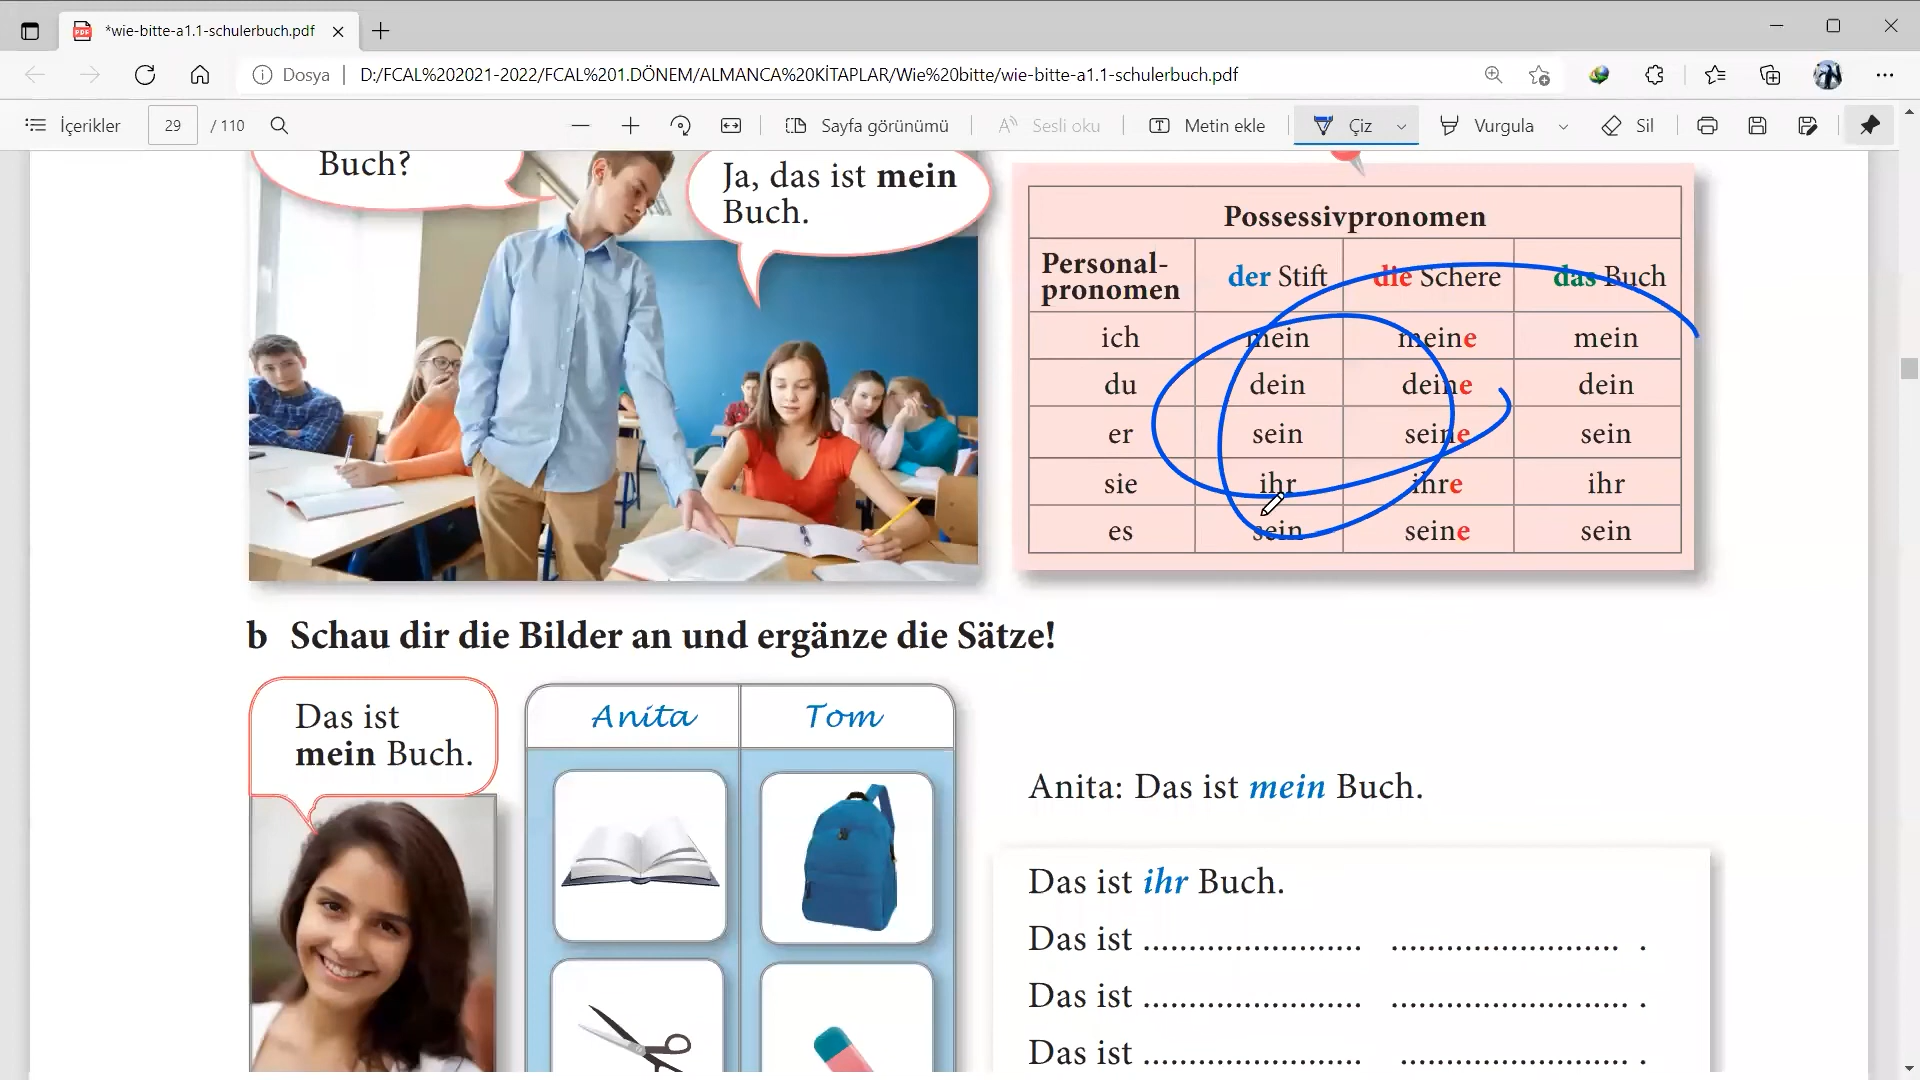 *wie-bitte-a1.1-schulerbuch.pdf
Dosya
D:/FCAL%202021-2022/FCAL%201.DÖNEM/ALMANCA%20KİTAPLAR/Wie%20bitte/wie-bitte-a1.1-schulerbuch.pdf
İçerikler 29 / 110 Sayfa görünümü Sesli oku Metin ekle Çiz Vurgula Sil
Buch?
Ja, das ist mein
Buch.
Possessivpronomen
Personal-
pronomen der Stift die Schere das Buch
ich mein meine mein
du dein deine dein
er sein seine sein
sie ihr ihre ihr
es sein seine sein
b Schau dir die Bilder an und ergänze die Sätze!
Das ist
mein Buch.
Anita Tom
Anita: Das ist mein Buch.
Das ist ihr Buch.
Das ist ........................ ......................... .
Das ist ........................ .......................... .
Das ist ........................ ......................... .